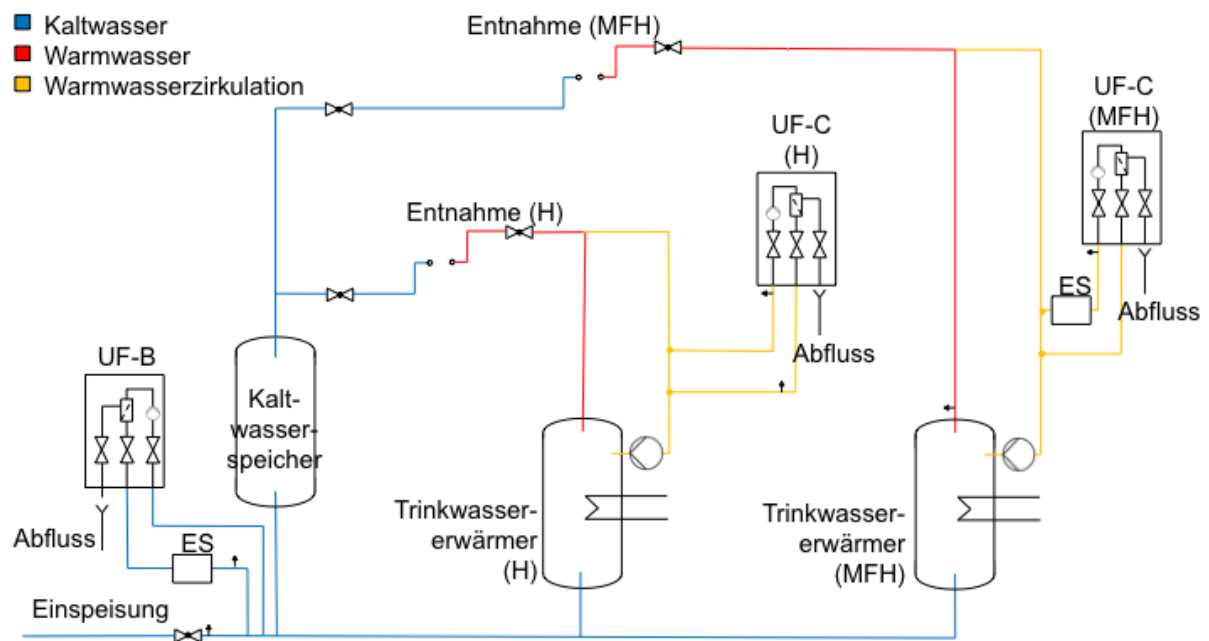 Kaltwasser
Warmwasser
Warmwasserzirkulation
Entnahme (MFH)
UF-C
(MFH)
UF-C
(H)
Entnahme (H)
ES
Abfluss
Abfluss
UF-B
Kalt-
wasser-
speicher
Trinkwasser-
erwärmer
(H)
Trinkwasser-
erwärmer
(MFH)
Abfluss
ES
Einspeisung